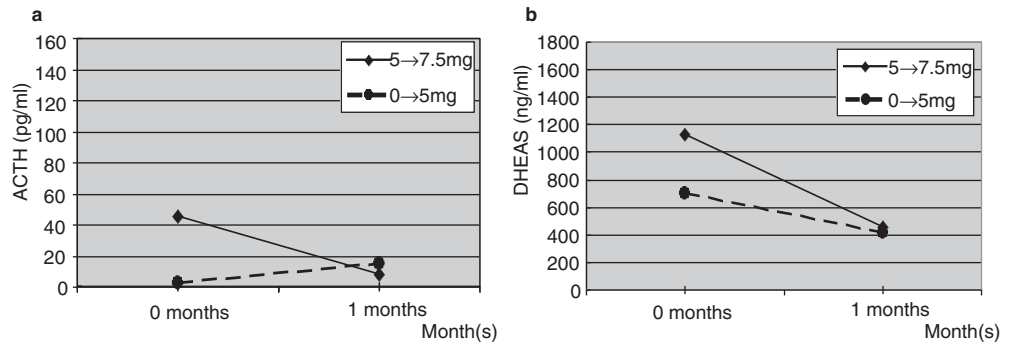 a
160
140
120
100
80
60
40
20
0
ACTH (pg/ml)
5→7.5mg
0→5mg
0 months
1 months
Month(s)
b
1800
1600
1400
1200
1000
800
600
400
200
0
DHEAS (ng/ml)
5→7.5mg
0→5mg
0 months
1 months
Month(s)